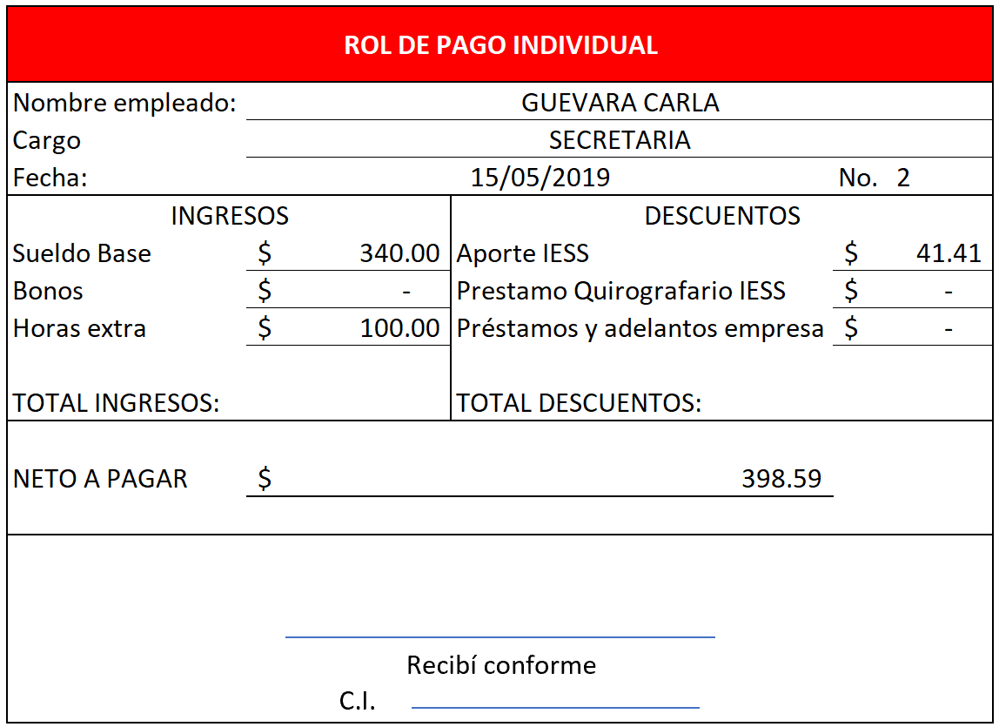 ROL DE PAGO INDIVIDUAL
Nombre empleado: GUEVARA CARLA
Cargo SECRETARIA
Fecha: 15/05/2019 No. 2
INGRESOS DESCUENTOS
Sueldo Base $ 340.00 Aporte IESS $ 41.41
Bonos $ - Prestamo Quirografario IESS $ -
Horas extra $ 100.00 Préstamos y adelantos empresa $ -
TOTAL INGRESOS: TOTAL DESCUENTOS:
NETO A PAGAR $ 398.59
Recibí conforme
C.I.